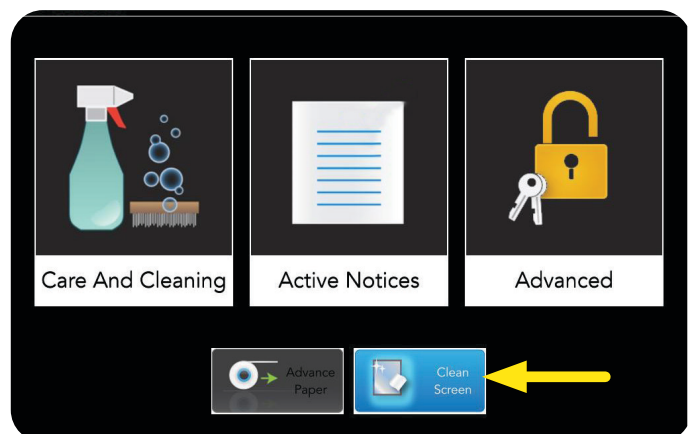 Care And Cleaning
Active Notices
Advanced
Advance
Paper
Clean
Screen